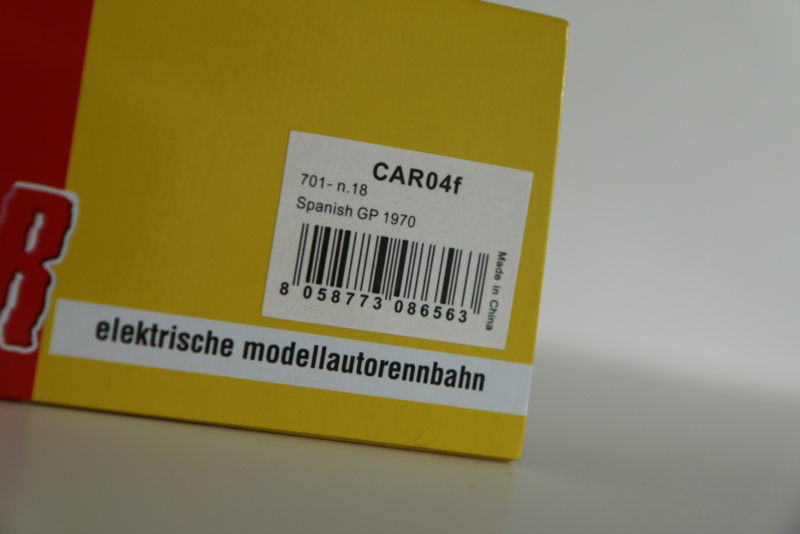 CAR04f
701- n.18
Spanish GP 1970
8 058773 086563
Made in China
R
elektrische modellautorennbahn